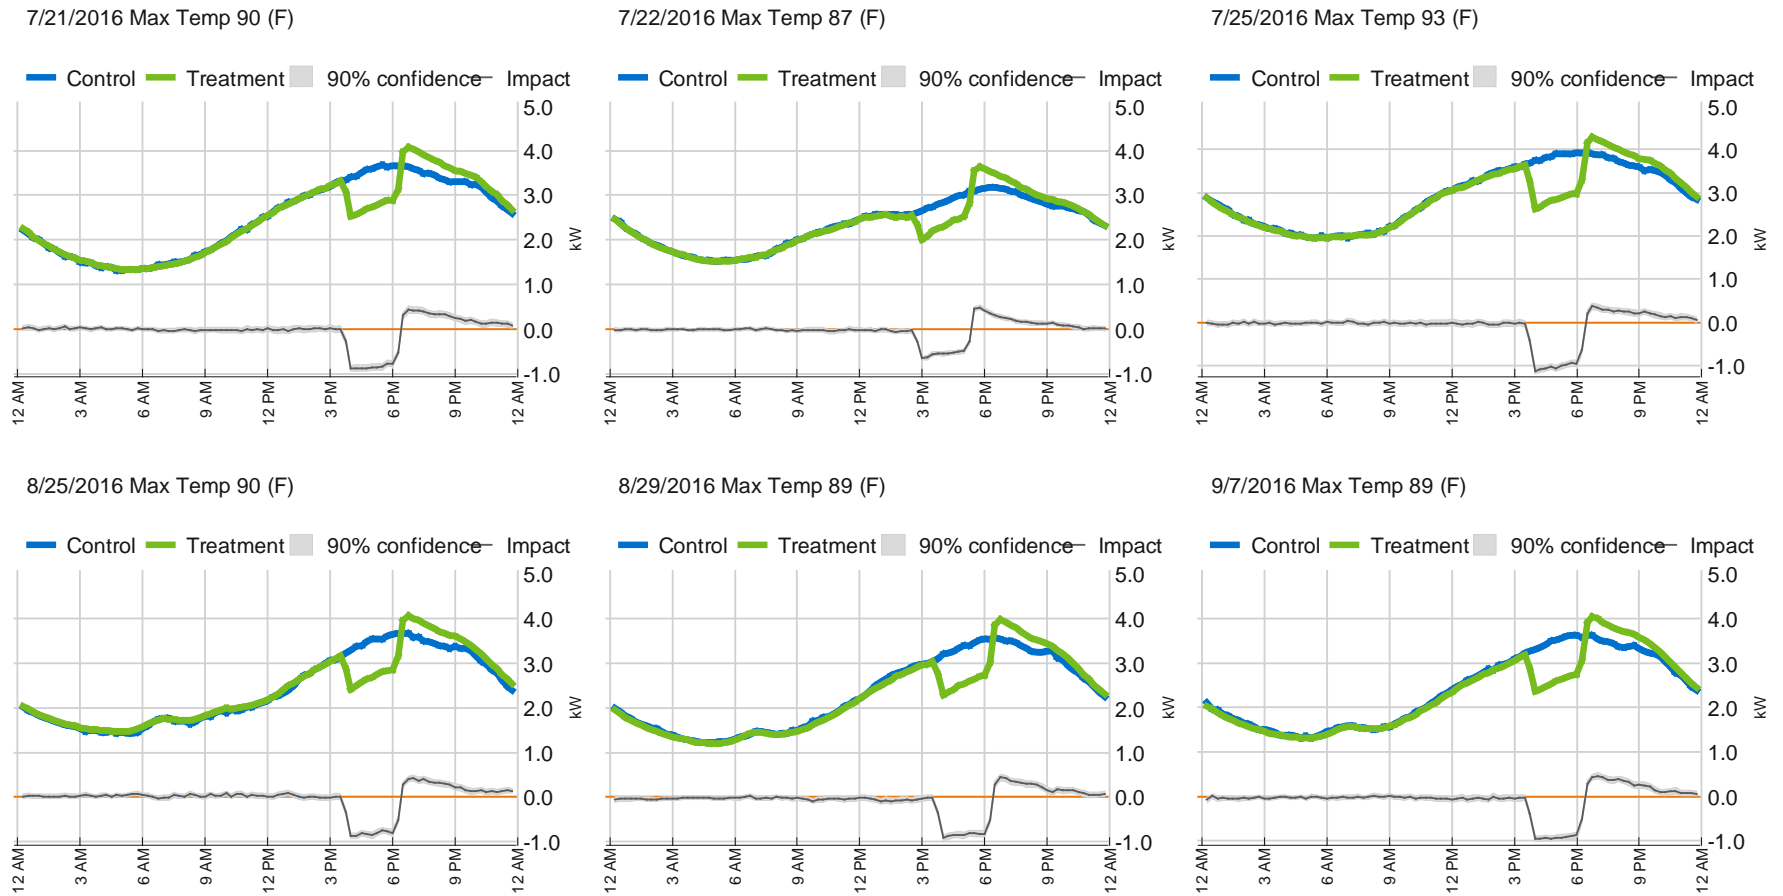 7/21/2016 Max Temp 90 (F)
Control Treatment 90% confidence Impact
5.0
4.0
3.0
2.0
1.0
0.0
-1.0
kW
12 AM 3 AM 6 AM 9 AM 12 PM 3 PM 6 PM 9 PM 12 AM
7/22/2016 Max Temp 87 (F)
Control Treatment 90% confidence Impact
5.0
4.0
3.0
2.0
1.0
0.0
-1.0
kW
12 AM 3 AM 6 AM 9 AM 12 PM 3 PM 6 PM 9 PM 12 AM
7/25/2016 Max Temp 93 (F)
Control Treatment 90% confidence Impact
5.0
4.0
3.0
2.0
1.0
0.0
-1.0
kW
12 AM 3 AM 6 AM 9 AM 12 PM 3 PM 6 PM 9 PM 12 AM
8/25/2016 Max Temp 90 (F)
Control Treatment 90% confidence Impact
5.0
4.0
3.0
2.0
1.0
0.0
-1.0
kW
12 AM 3 AM 6 AM 9 AM 12 PM 3 PM 6 PM 9 PM 12 AM
8/29/2016 Max Temp 89 (F)
Control Treatment 90% confidence Impact
5.0
4.0
3.0
2.0
1.0
0.0
-1.0
kW
12 AM 3 AM 6 AM 9 AM 12 PM 3 PM 6 PM 9 PM 12 AM
9/7/2016 Max Temp 89 (F)
Control Treatment 90% confidence Impact
5.0
4.0
3.0
2.0
1.0
0.0
-1.0
kW
12 AM 3 AM 6 AM 9 AM 12 PM 3 PM 6 PM 9 PM 12 AM